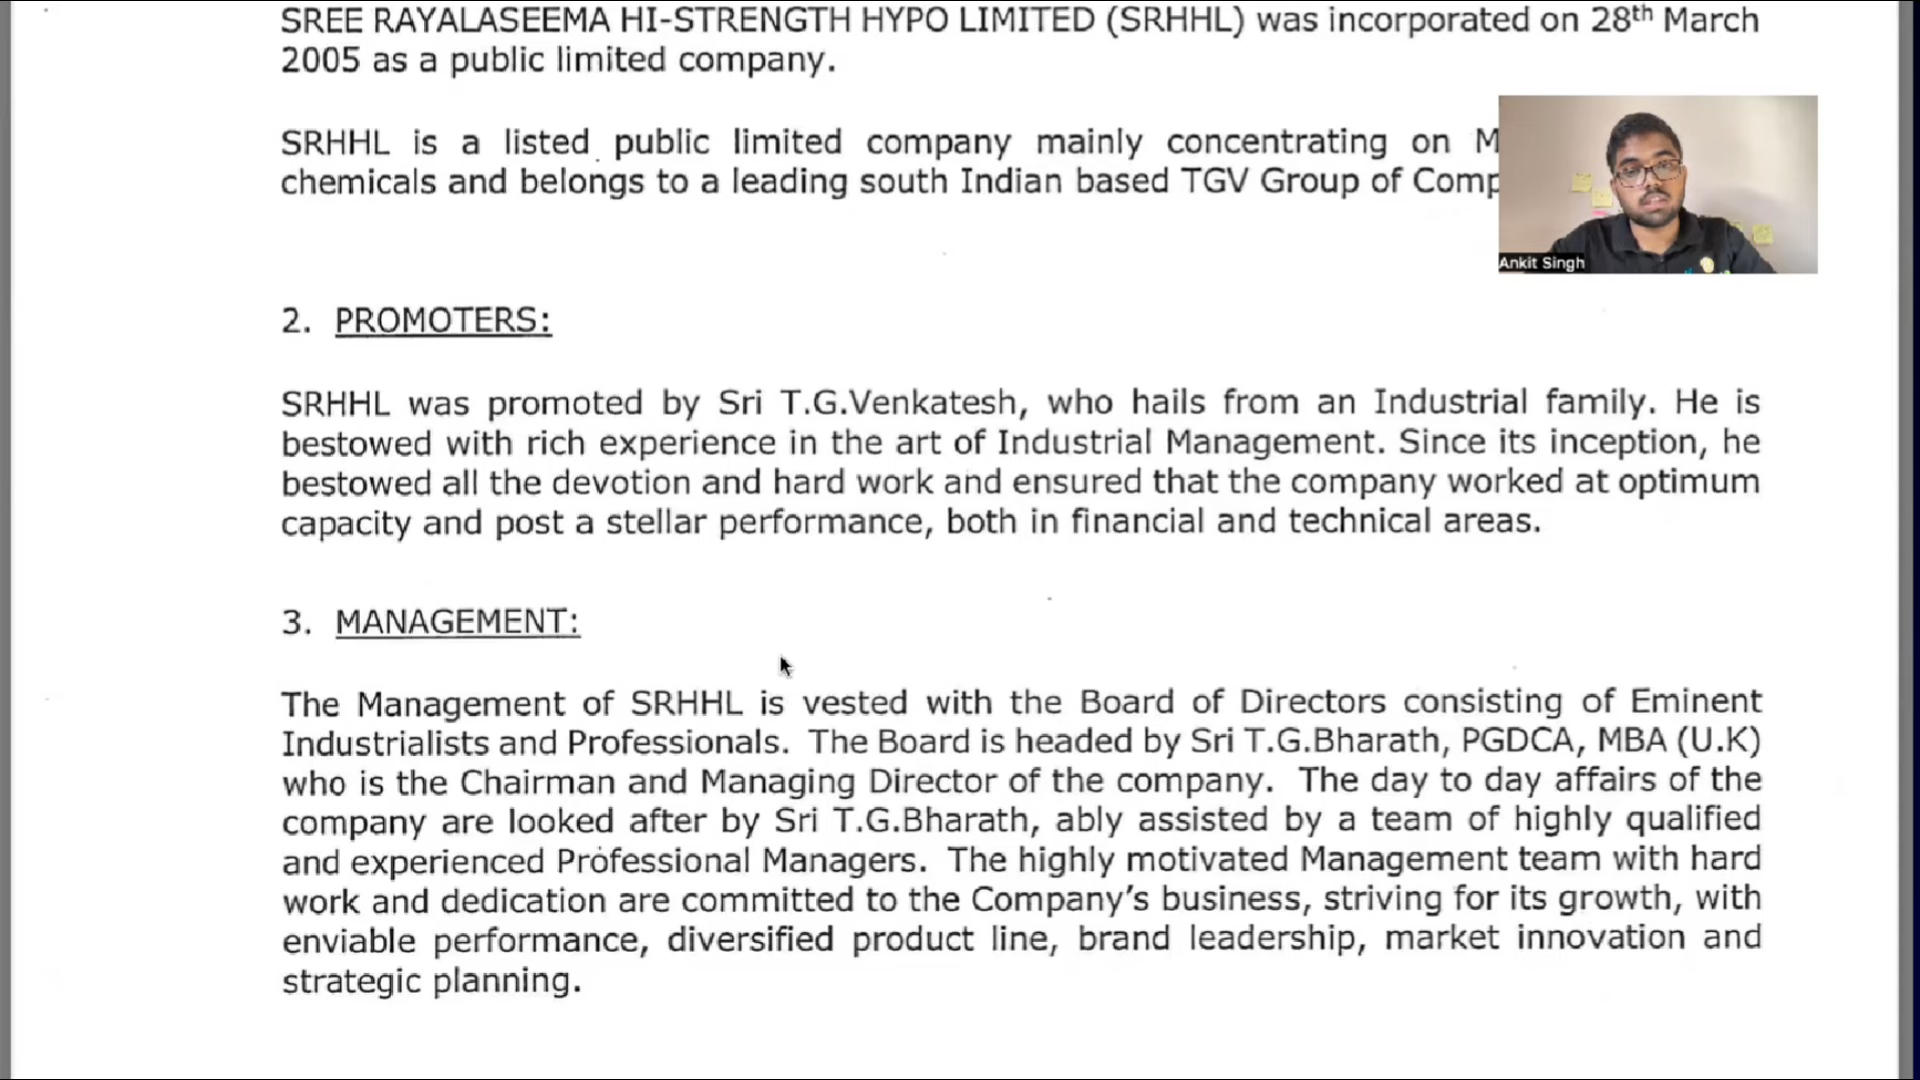 SREE RAYALASEEMA HI-STRENGTH HYPO LIMITED (SRHHL) was incorporated on 28th March
2005 as a public limited company.
SRHHL is a listed public limited company mainly concentrating on M
chemicals and belongs to a leading south Indian based TGV Group of Comp
Ankit Singh
2. PROMOTERS:
SRHHL was promoted by Sri T.G.Venkatesh, who hails from an Industrial family. He is
bestowed with rich experience in the art of Industrial Management. Since its inception, he
bestowed all the devotion and hard work and ensured that the company worked at optimum
capacity and post a stellar performance, both in financial and technical areas.
3. MANAGEMENT:
The Management of SRHHL is vested with the Board of Directors consisting of Eminent
Industrialists and Professionals. The Board is headed by Sri T.G.Bharath, PGDCA, MBA (U.K)
who is the Chairman and Managing Director of the company. The day to day affairs of the
company are looked after by Sri T.G.Bharath, ably assisted by a team of highly qualified
and experienced Professional Managers. The highly motivated Management team with hard
work and dedication are committed to the Company's business, striving for its growth, with
enviable performance, diversified product line, brand leadership, market innovation and
strategic planning.